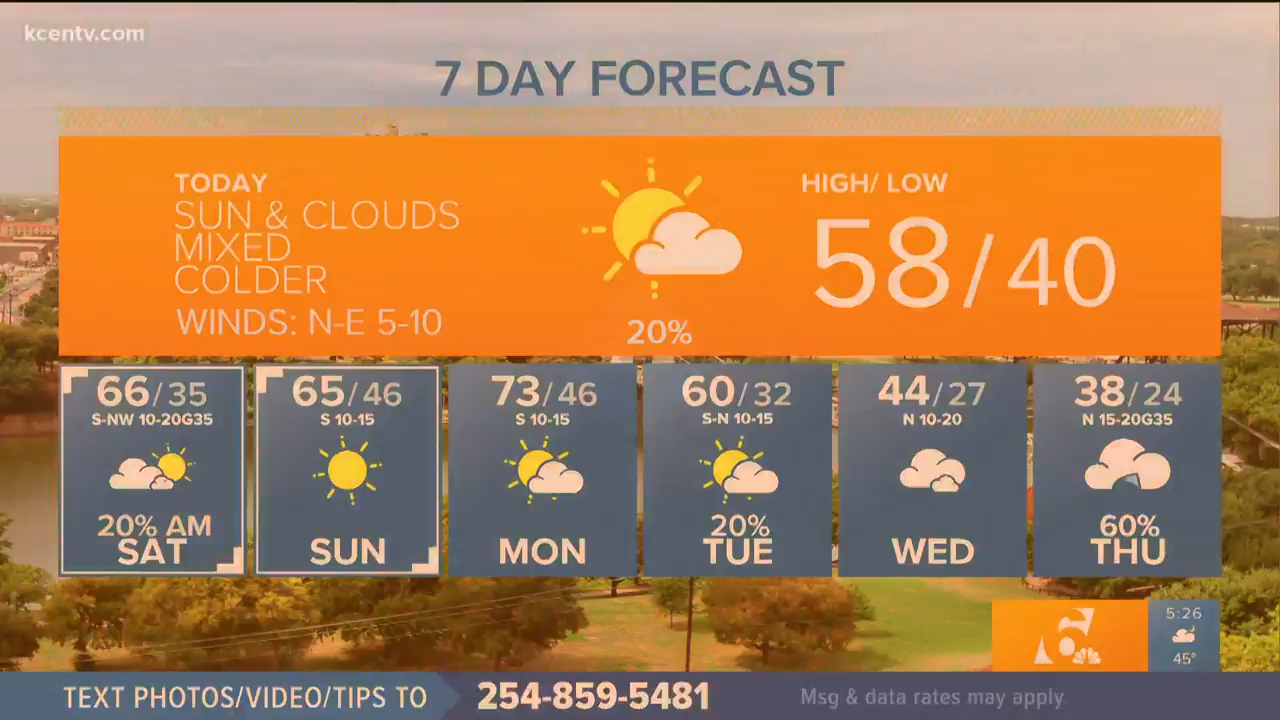 kcentv.com
7 DAY FORECAST
TODAY
SUN & CLOUDS
MIXED
COLDER
WINDS: N-E 5-10
20%
HIGH/ LOW
58/40
66/35
S-NW 10-20G35
20% AM
SAT
65/46
S 10-15
SUN
73/46
S 10-15
MON
60/32
S-N 10-15
20%
TUE
44/27
N 10-20
WED
38/24
N 15-20G35
60%
THU
6
5:26
45°
TEXT PHOTOS/VIDEO/TIPS TO 254-859-5481 Msg & data rates may apply